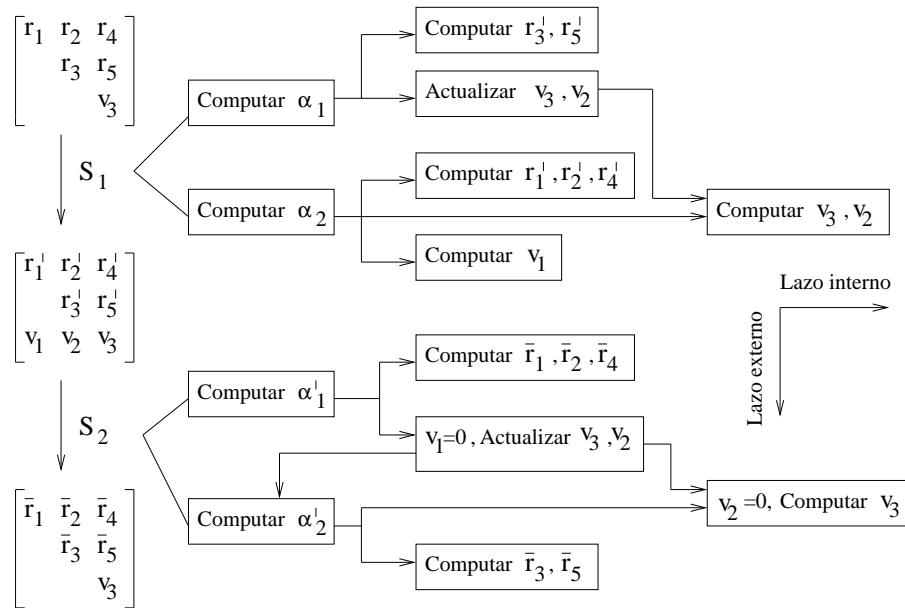 r1 r2 r4
r3 r5
v3
S1
r1' r2' r4'
r3' r5'
v1 v2 v3
S2
r̄1 r̄2 r̄4
r̄3 r̄5
v3
Computar α1
Computar r3', r5'
Actualizar v3 , v2
Computar α2
Computar r1' , r2' , r4'
Computar v1
Computar v3 , v2
Lazo interno
Lazo externo
Computar α1'
Computar r̄1 , r̄2 , r̄4
v1=0 , Actualizar v3 , v2
Computar α2'
v2 =0, Computar v3
Computar r̄3 , r̄5